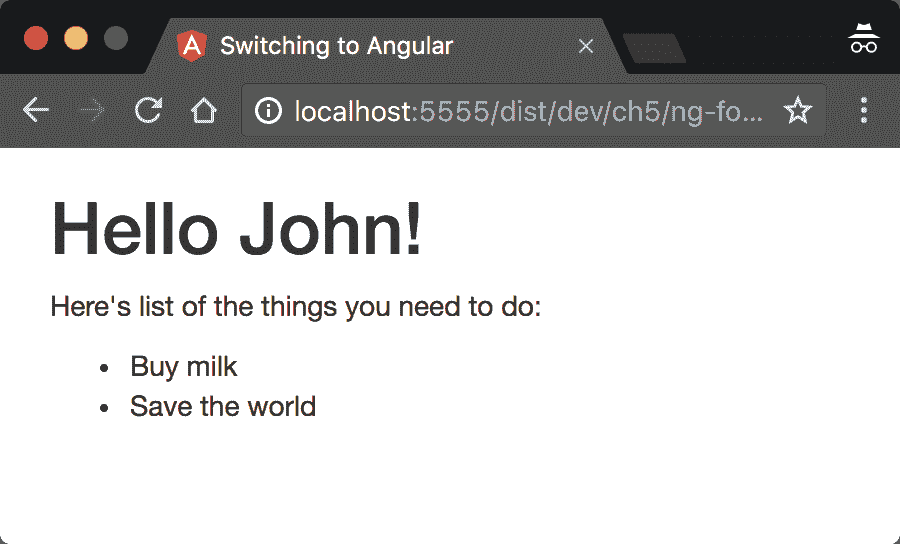 Switching to Angular
localhost:5555/dist/dev/ch5/ng-fo...
Hello John!
Here's list of the things you need to do:
• Buy milk
• Save the world